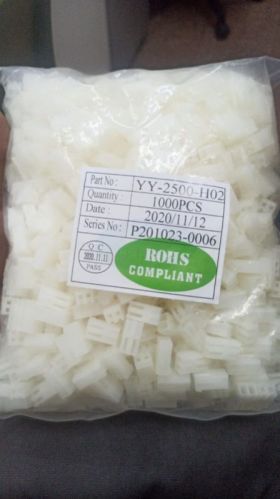 Part No : YY-2500-H02
Quantity : 1000PCS
Date : 2020/11/12
Series No : P201023-0006
Q C
2020.11.11
PASS
ROHS
COMPLIANT